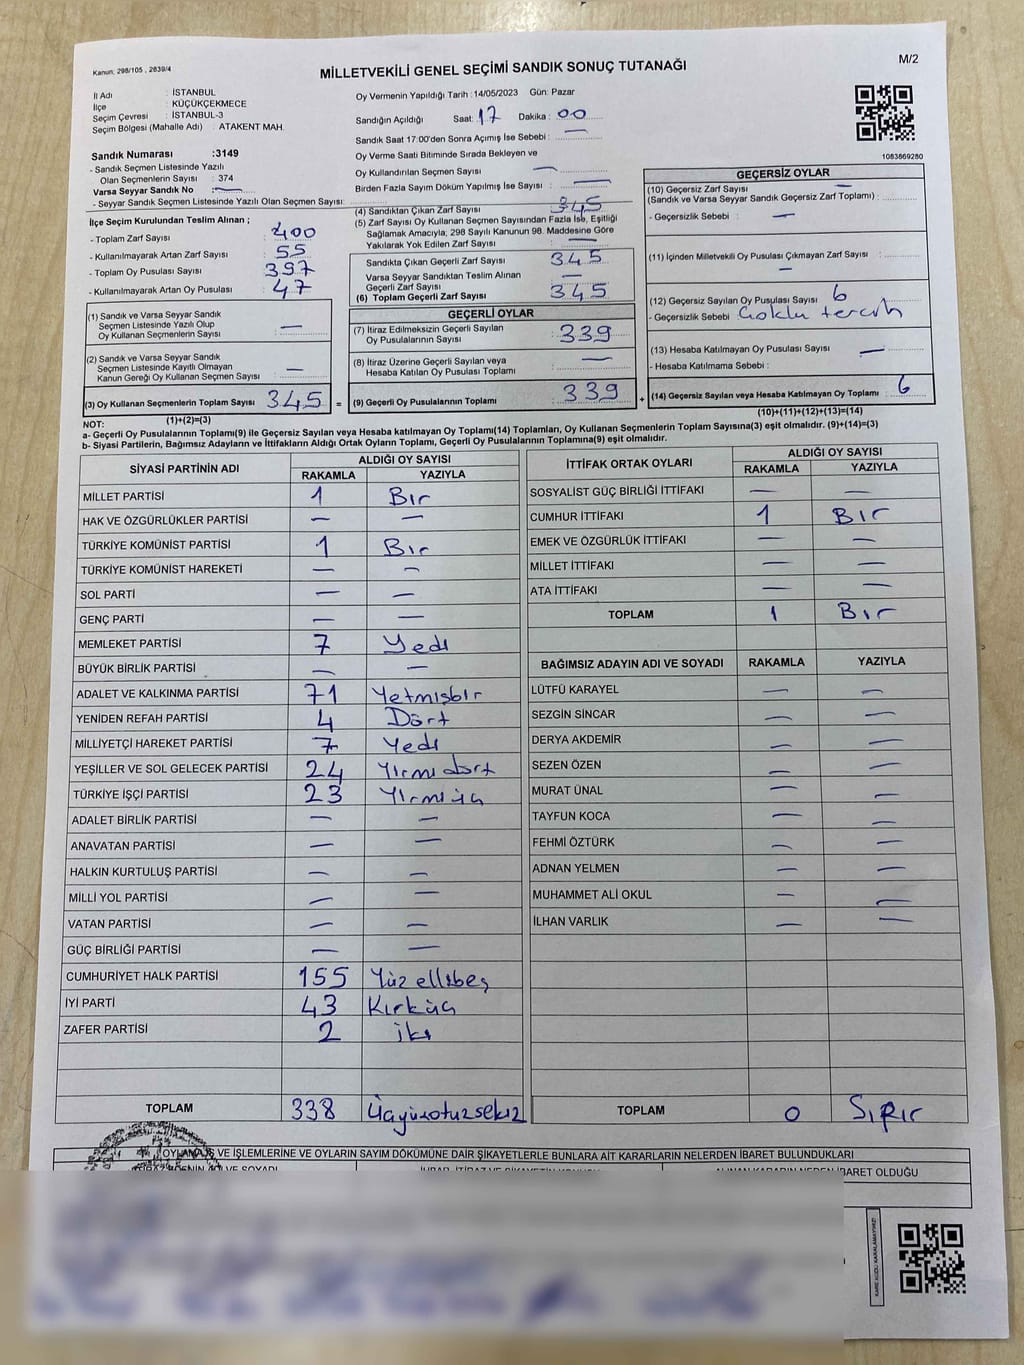 Kanun; 298/105 , 2839/4
MİLLETVEKİLİ GENEL SEÇİMİ SANDIK SONUÇ TUTANAĞI
M/2
İl Adı : İSTANBUL
İlçe : KÜÇÜKÇEKMECE
Seçim Çevresi : İSTANBUL-3
Seçim Bölgesi (Mahalle Adı) : ATAKENT MAH.
Sandık Numarası :3149
- Sandık Seçmen Listesinde Yazılı
Olan Seçmenlerin Sayısı : 374
Varsa Seyyar Sandık No : —
- Seyyar Sandık Seçmen Listesinde Yazılı Olan Seçmen Sayısı:
Oy Vermenin Yapıldığı Tarih : 14/05/2023 Gün: Pazar
Sandığın Açıldığı Saat: 17 Dakika : 00
Sandık Saat 17:00'den Sonra Açımış İse Sebebi : —
Oy Verme Saati Bitiminde Sırada Bekleyen ve
Oy Kullandırılan Seçmen Sayısı —
Birden Fazla Sayım Döküm Yapılmış İse Sayısı : —
1083869280
İlçe Seçim Kurulundan Teslim Alınan ;
- Toplam Zarf Sayısı : 400
- Kullanılmayarak Artan Zarf Sayısı : 55
- Toplam Oy Pusulası Sayısı : 397
- Kullanılmayarak Artan Oy Pusulası : 47
(1) Sandık ve Varsa Seyyar Sandık
Seçmen Listesinde Yazılı Olup
Oy Kullanan Seçmenlerin Sayısı : —
(2) Sandık ve Varsa Seyyar Sandık
Seçmen Listesinde Kayıtlı Olmayan
Kanun Gereği Oy Kullanan Seçmen Sayısı : —
(3) Oy Kullanan Seçmenlerin Toplam Sayısı : 345 =
(1)+(2)=(3)
(4) Sandıktan Çıkan Zarf Sayısı : 345
(5) Zarf Sayısı Oy Kullanan Seçmen Sayısından Fazla İse, Eşitliği
Sağlamak Amacıyla; 298 Sayılı Kanunun 98. Maddesine Göre
Yakılarak Yok Edilen Zarf Sayısı : —
Sandıkta Çıkan Geçerli Zarf Sayısı : 345
Varsa Seyyar Sandıktan Teslim Alınan
Geçerli Zarf Sayısı : —
(6) Toplam Geçerli Zarf Sayısı : 345
GEÇERLİ OYLAR
(7) İtiraz Edilmeksizin Geçerli Sayılan
Oy Pusulalarının Sayısı : 339
(8) İtiraz Üzerine Geçerli Sayılan veya
Hesaba Katılan Oy Pusulası Toplamı : —
(9) Geçerli Oy Pusulalarının Toplamı : 339 +
GEÇERSİZ OYLAR
(10) Geçersiz Zarf Sayısı —
(Sandık ve Varsa Seyyar Sandık Geçersiz Zarf Toplamı) :
- Geçersizlik Sebebi : —
(11) İçinden Milletvekili Oy Pusulası Çıkmayan Zarf Sayısı :
—
(12) Geçersiz Sayılan Oy Pusulası Sayısı : 6
- Geçersizlik Sebebi : Çoklu tercih
(13) Hesaba Katılmayan Oy Pusulası Sayısı : —
- Hesaba Katılmama Sebebi :
(14) Geçersiz Sayılan veya Hesaba Katılmayan Oy Toplamı : 6
(10)+(11)+(12)+(13)=(14)
NOT:
a- Geçerli Oy Pusulalarının Toplamı(9) ile Geçersiz Sayılan veya Hesaba katılmayan Oy Toplamı(14) Toplamları, Oy Kullanan Seçmenlerin Toplam Sayısına(3) eşit olmalıdır. (9)+(14)=(3)
b- Siyasi Partilerin, Bağımsız Adayların ve İttifakların Aldığı Ortak Oyların Toplamı, Geçerli Oy Pusulalarının Toplamına(9) eşit olmalıdır.
SİYASİ PARTİNİN ADI ALDIĞI OY SAYISI
RAKAMLA YAZIYLA
MİLLET PARTİSİ 1 Bir
HAK VE ÖZGÜRLÜKLER PARTİSİ — —
TÜRKİYE KOMÜNİST PARTİSİ 1 Bir
TÜRKİYE KOMÜNİST HAREKETİ — —
SOL PARTİ — —
GENÇ PARTİ — —
MEMLEKET PARTİSİ 7 Yedi
BÜYÜK BİRLİK PARTİSİ — —
ADALET VE KALKINMA PARTİSİ 71 Yetmişbir
YENİDEN REFAH PARTİSİ 4 Dört
MİLLİYETÇİ HAREKET PARTİSİ 7 Yedi
YEŞİLLER VE SOL GELECEK PARTİSİ 24 Yirmidört
TÜRKİYE İŞÇİ PARTİSİ 23 Yirmiüç
ADALET BİRLİK PARTİSİ — —
ANAVATAN PARTİSİ — —
HALKIN KURTULUŞ PARTİSİ — —
MİLLİ YOL PARTİSİ — —
VATAN PARTİSİ — —
GÜÇ BİRLİĞİ PARTİSİ — —
CUMHURİYET HALK PARTİSİ 155 Yüzellibeş
İYİ PARTİ 43 Kırküç
ZAFER PARTİSİ 2 iki
TOPLAM 338 Üçyüzotuzsekiz
İTTİFAK ORTAK OYLARI ALDIĞI OY SAYISI
RAKAMLA YAZIYLA
SOSYALİST GÜÇ BİRLİĞİ İTTİFAKI — —
CUMHUR İTTİFAKI 1 Bir
EMEK VE ÖZGÜRLÜK İTTİFAKI — —
MİLLET İTTİFAKI — —
ATA İTTİFAKI — —
TOPLAM 1 Bir
BAĞIMSIZ ADAYIN ADI VE SOYADI RAKAMLA YAZIYLA
LÜTFÜ KARAYEL — —
SEZGİN SİNCAR — —
DERYA AKDEMİR — —
SEZEN ÖZEN — —
MURAT ÜNAL — —
TAYFUN KOCA — —
FEHMİ ÖZTÜRK — —
ADNAN YELMEN — —
MUHAMMET ALİ OKUL — —
İLHAN VARLIK — —
TOPLAM 0 Sıfır
VE İŞLEMLERİNE VE OYLARIN SAYIM DÖKÜMÜNE DAİR ŞİKAYETLERLE BUNLARA AİT KARARLARIN NELERDEN İBARET BULUNDUKLARI
VE SOYADI
ALINAN KARARIN NEDEN İBARET OLDUĞU
KARE KODU KARALAMAYINIZ!